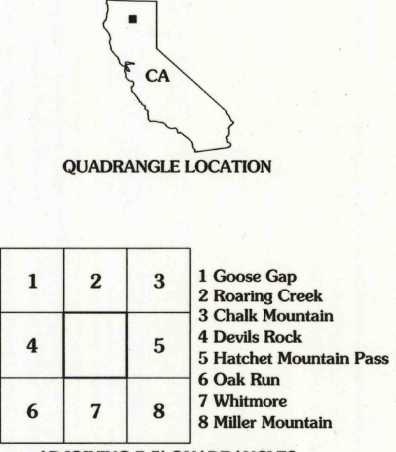 CA
QUADRANGLE LOCATION
1 2 3
4 5
6 7 8
1 Goose Gap
2 Roaring Creek
3 Chalk Mountain
4 Devils Rock
5 Hatchet Mountain Pass
6 Oak Run
7 Whitmore
8 Miller Mountain